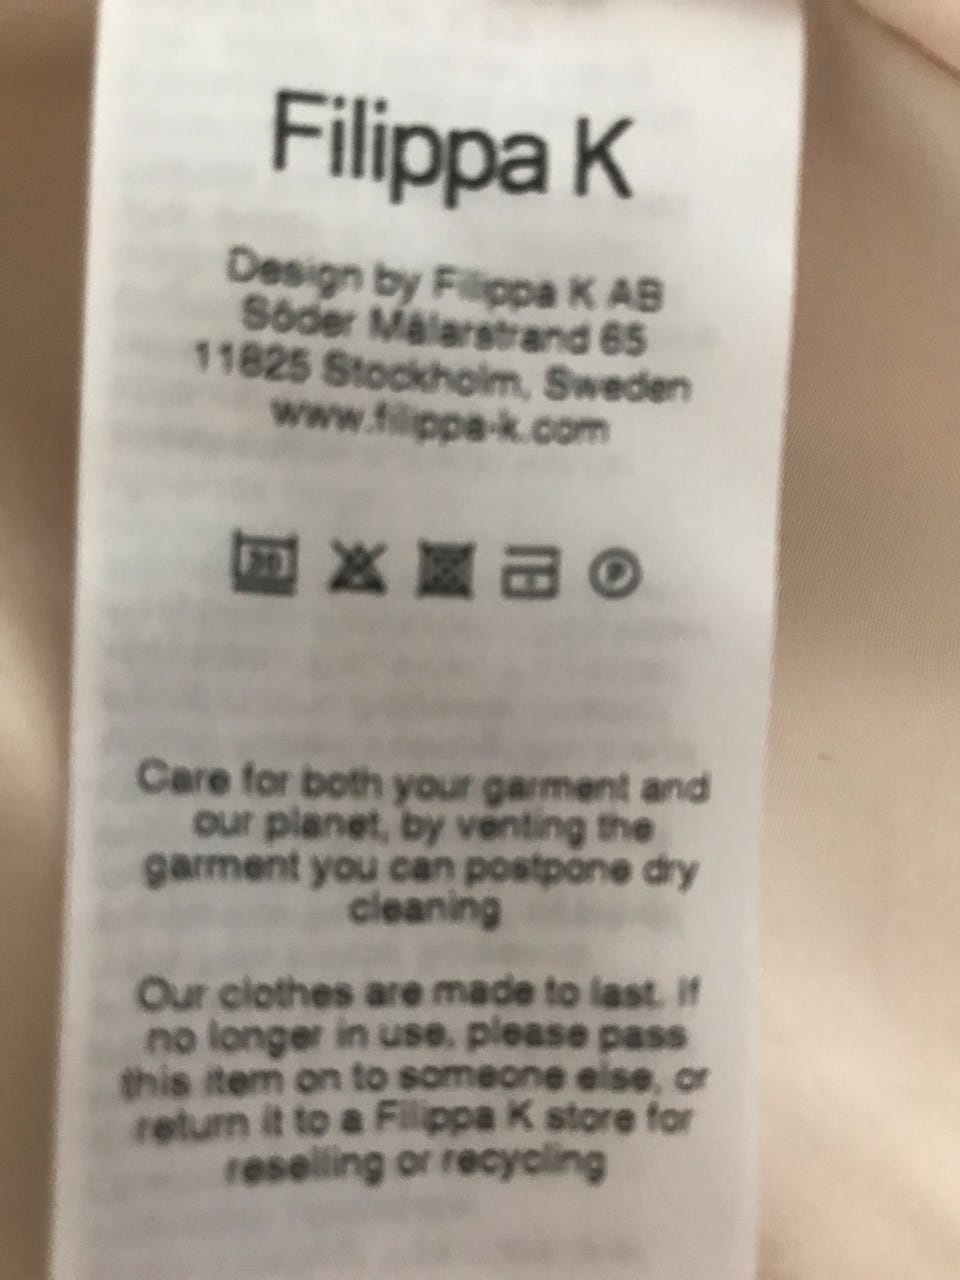 Filippa K
Design by Filippa K AB
Söder Mälarstrand 65
11825 Stockholm, Sweden
www.filippa-k.com
30
P
Care for both your garment and
our planet, by venting the
garment you can postpone dry
cleaning
Our clothes are made to last. If
no longer in use, please pass
this item on to someone else, or
return it to a Filippa K store for
reselling or recycling